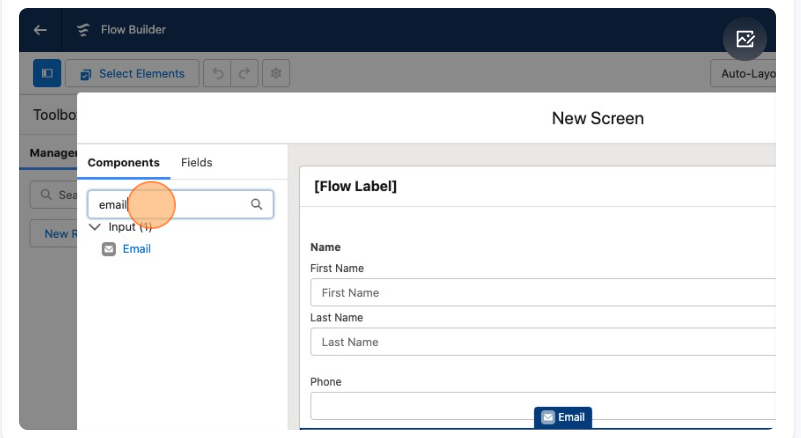 Flow Builder
Select Elements
Auto-Layo
Toolbo
New Screen
Manager
Components
Fields
Sea
email
New R
Input (1)
Email
[Flow Label]
Name
First Name
First Name
Last Name
Last Name
Phone
Email